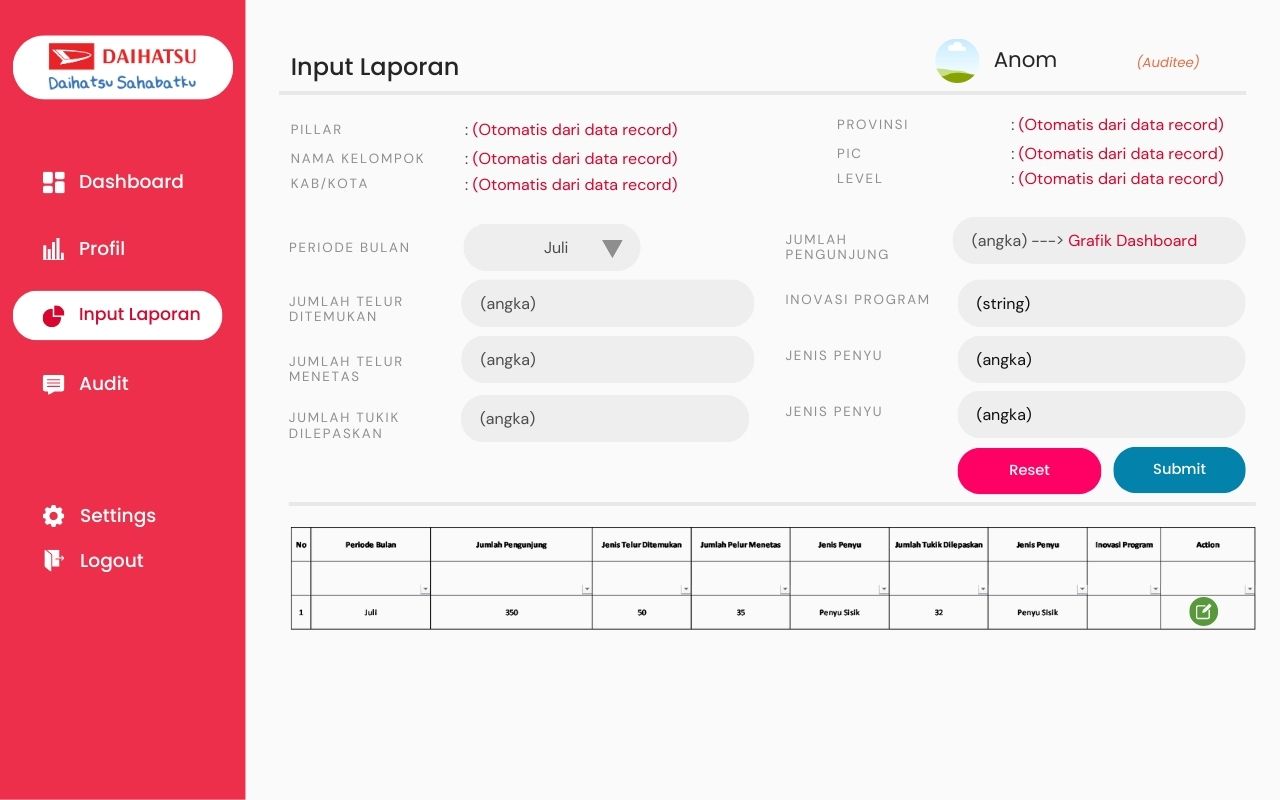 DAIHATSU
Daihatsu Sahabatku
Dashboard
Profil
Input Laporan
Audit
Settings
Logout
Input Laporan
Anom
(Auditee)
PILLAR : (Otomatis dari data record)
NAMA KELOMPOK : (Otomatis dari data record)
KAB/KOTA : (Otomatis dari data record)
PROVINSI : (Otomatis dari data record)
PIC : (Otomatis dari data record)
LEVEL : (Otomatis dari data record)
PERIODE BULAN Juli
JUMLAH TELUR
DITEMUKAN
(angka)
JUMLAH TELUR
MENETAS
(angka)
JUMLAH TUKIK
DILEPASKAN
(angka)
JUMLAH
PENGUNJUNG
(angka) ---> Grafik Dashboard
INOVASI PROGRAM (string)
JENIS PENYU (angka)
JENIS PENYU (angka)
Reset Submit
No Periode Bulan Jumlah Pengunjung Jenis Telur Ditemukan Jumlah Pelur Menetas Jenis Penyu Jumlah Tukik Dilepaskan Jenis Penyu Inovasi Program Action
1 Juli 350 50 35 Penyu Sisik 32 Penyu Sisik